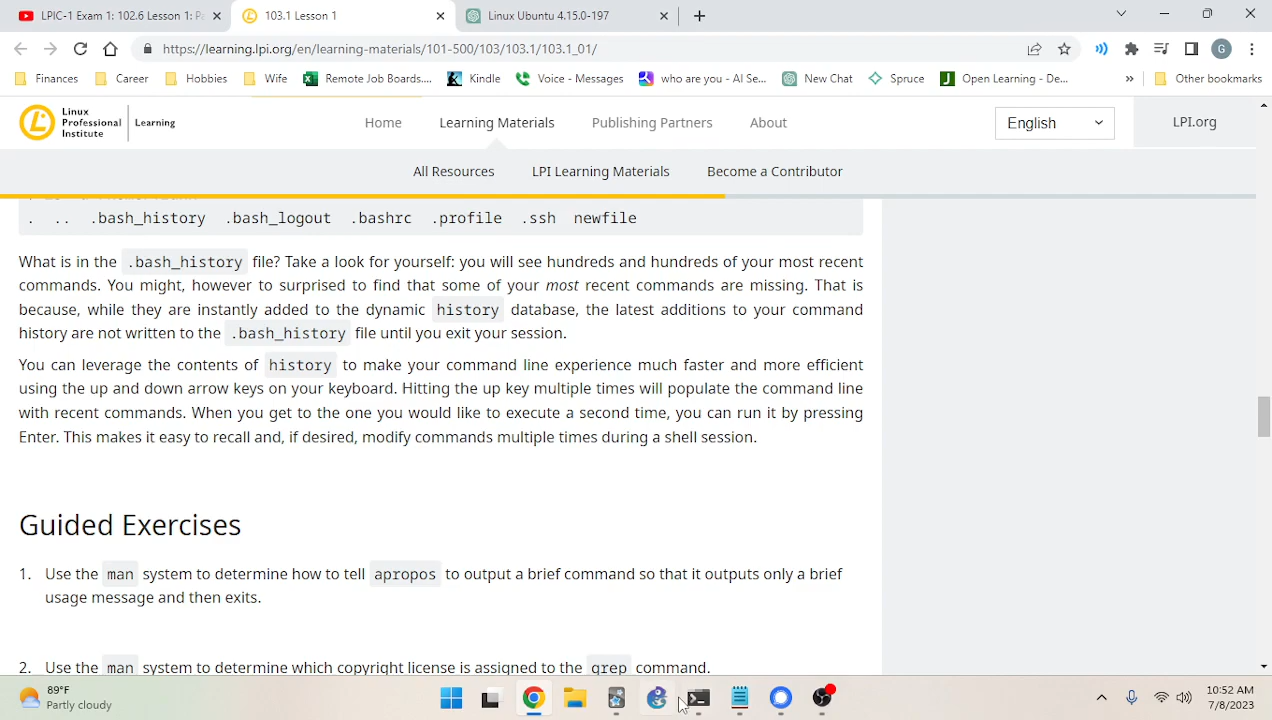 LPIC-1 Exam 1: 102.6 Lesson 1: Pa
103.1 Lesson 1
Linux Ubuntu 4.15.0-197
https://learning.lpi.org/en/learning-materials/101-500/103/103.1/103.1_01/
G
Finances
Career
Hobbies
Wife
Remote Job Boards....
Kindle
Voice - Messages
who are you - AI Se...
New Chat
Spruce
Open Learning - De...
»
Other bookmarks
Linux
Professional
Institute
Learning
Home
Learning Materials
Publishing Partners
About
English
LPI.org
All Resources
LPI Learning Materials
Become a Contributor
. .. .bash_history .bash_logout .bashrc .profile .ssh newfile
What is in the .bash_history file? Take a look for yourself: you will see hundreds and hundreds of your most recent
commands. You might, however to surprised to find that some of your most recent commands are missing. That is
because, while they are instantly added to the dynamic history database, the latest additions to your command
history are not written to the .bash_history file until you exit your session.
You can leverage the contents of history to make your command line experience much faster and more efficient
using the up and down arrow keys on your keyboard. Hitting the up key multiple times will populate the command line
with recent commands. When you get to the one you would like to execute a second time, you can run it by pressing
Enter. This makes it easy to recall and, if desired, modify commands multiple times during a shell session.
Guided Exercises
1. Use the man system to determine how to tell apropos to output a brief command so that it outputs only a brief
usage message and then exits.
2. Use the man system to determine which copyright license is assigned to the grep command.
89°F
Partly cloudy
10:52 AM
7/8/2023